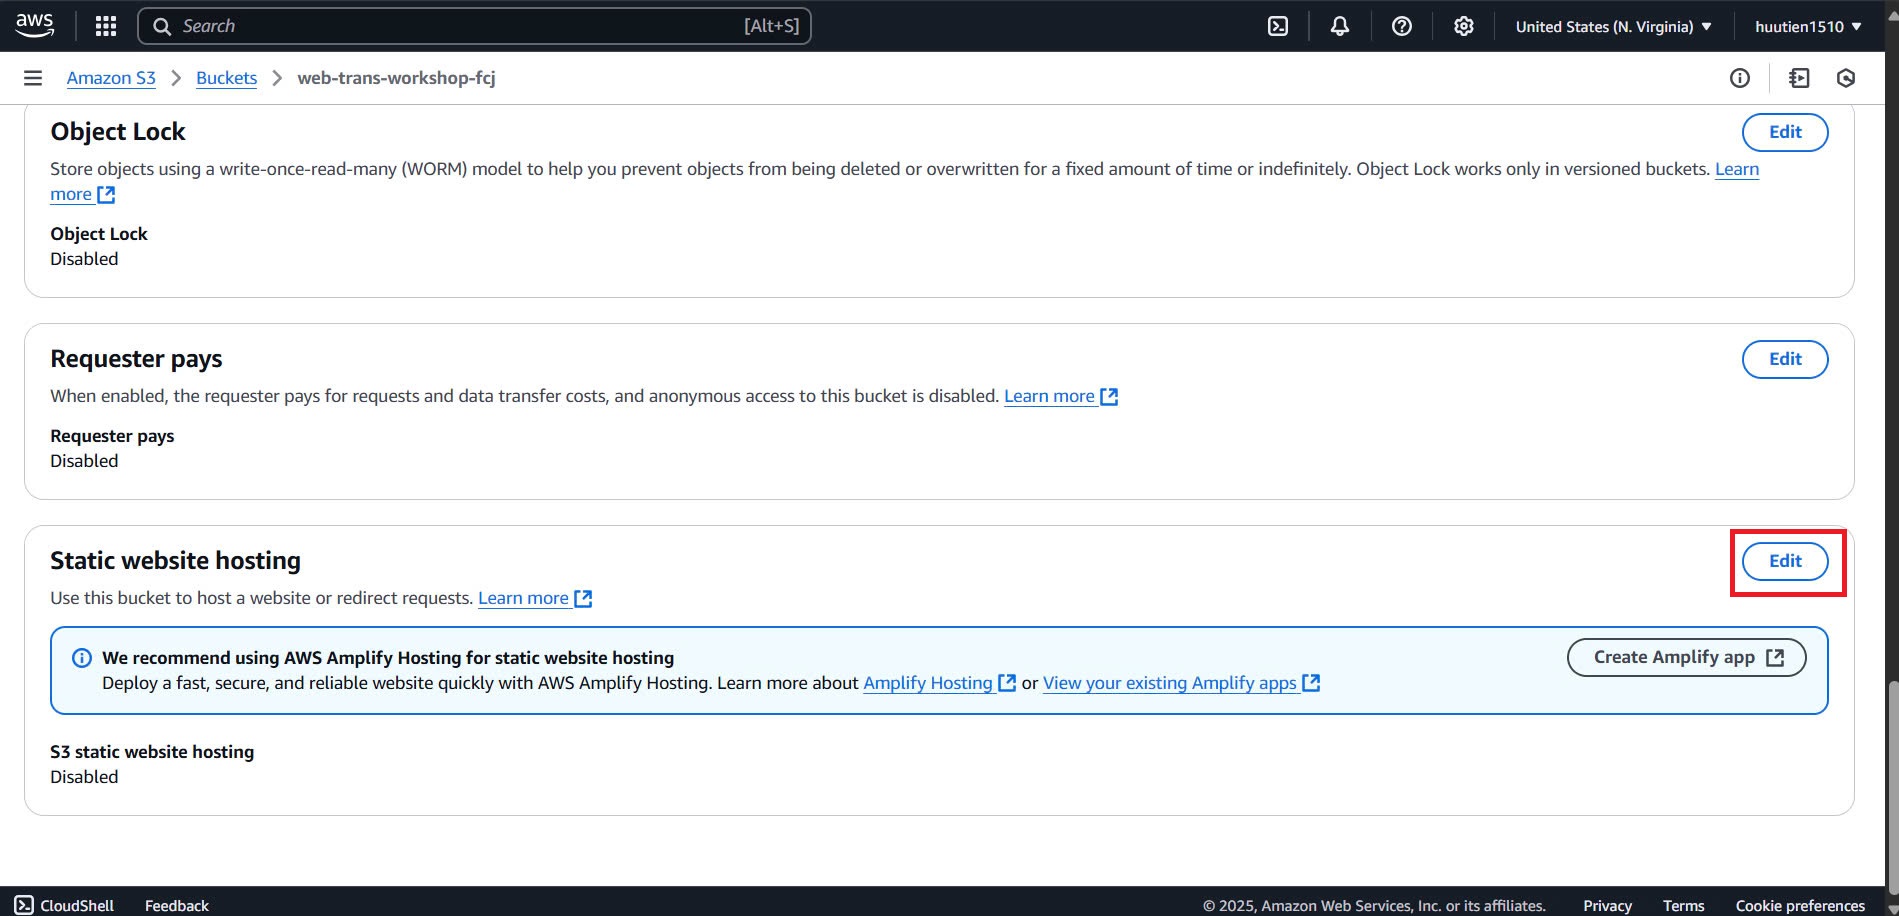 aws
Search [Alt+S]
United States (N. Virginia)
huutien1510
Amazon S3
Buckets
web-trans-workshop-fcj
Object Lock
Edit
Store objects using a write-once-read-many (WORM) model to help you prevent objects from being deleted or overwritten for a fixed amount of time or indefinitely. Object Lock works only in versioned buckets. Learn
more
Object Lock
Disabled
Requester pays
Edit
When enabled, the requester pays for requests and data transfer costs, and anonymous access to this bucket is disabled. Learn more
Requester pays
Disabled
Static website hosting
Edit
Use this bucket to host a website or redirect requests. Learn more
We recommend using AWS Amplify Hosting for static website hosting
Create Amplify app
Deploy a fast, secure, and reliable website quickly with AWS Amplify Hosting. Learn more about Amplify Hosting or View your existing Amplify apps
S3 static website hosting
Disabled
CloudShell
Feedback
© 2025, Amazon Web Services, Inc. or its affiliates.
Privacy
Terms
Cookie preferences